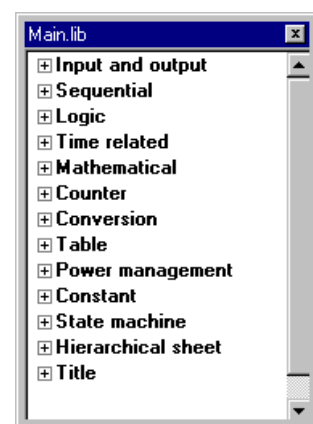 Main.lib
Input and output
Sequential
Logic
Time related
Mathematical
Counter
Conversion
Table
Power management
Constant
State machine
Hierarchical sheet
Title